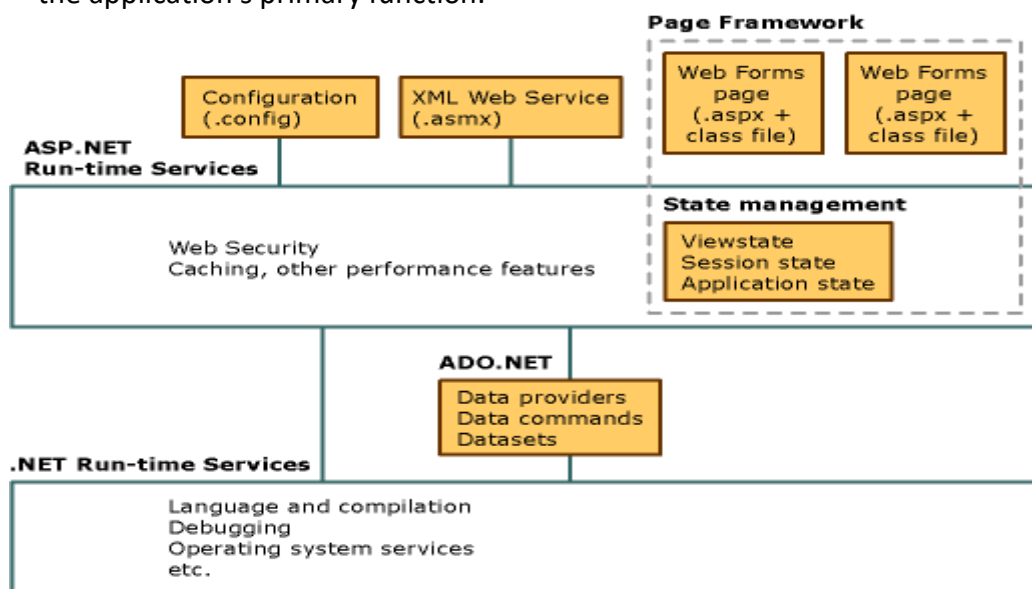 the application's primary function.
Page Framework
Configuration
(.config)
XML Web Service
(.asmx)
Web Forms
page
(.aspx +
class file)
Web Forms
page
(.aspx +
class file)
ASP.NET
Run-time Services
State management
Viewstate
Session state
Application state
Web Security
Caching, other performance features
ADO.NET
Data providers
Data commands
Datasets
.NET Run-time Services
Language and compilation
Debugging
Operating system services
etc.